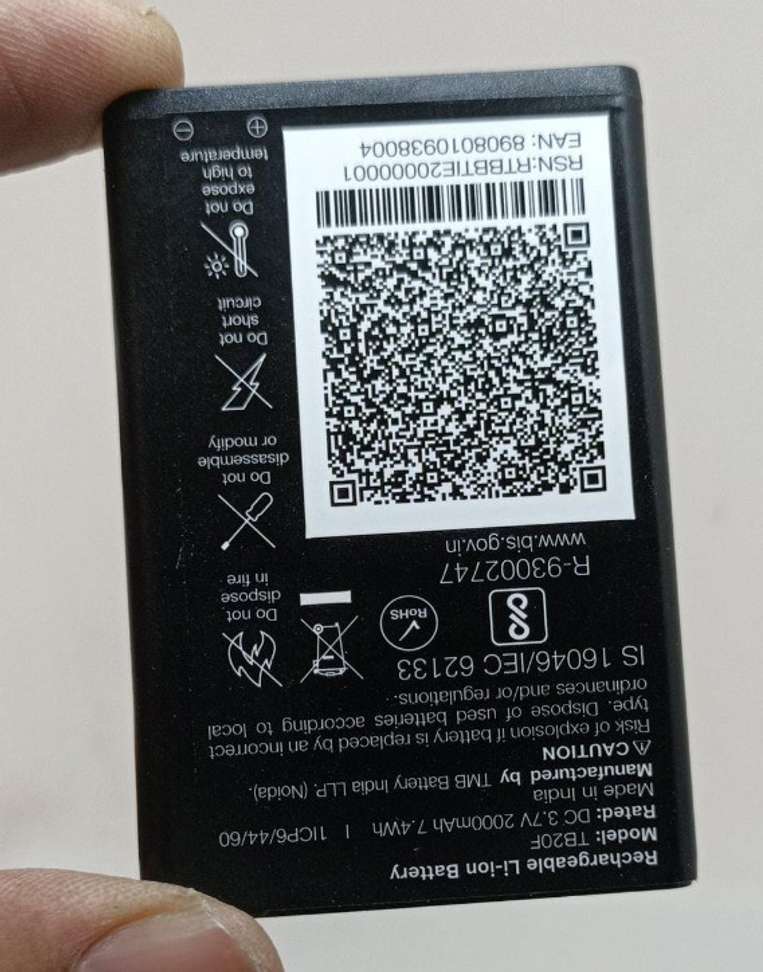 Rechargeable Li-ion Battery
Model: TB20F
Rated: DC 3.7V 2000mAh 7.4Wh | 1ICP6/44/60
Made in India
Manufactured by TMB Battery India LLP. (Noida).
⚠ CAUTION
Risk of explosion if battery is replaced by an incorrect
type. Dispose of used batteries according to local
ordinances and/or regulations.
IS 16046/IEC 62133
RoHS
R-93002747
www.bis.gov.in
RSN:RTBBTIE20000001
EAN: 8908010938004
Do not
dispose
in fire
Do not
disassemble
or modify
Do not
short
circuit
Do not
expose
to high
temperature
+ -